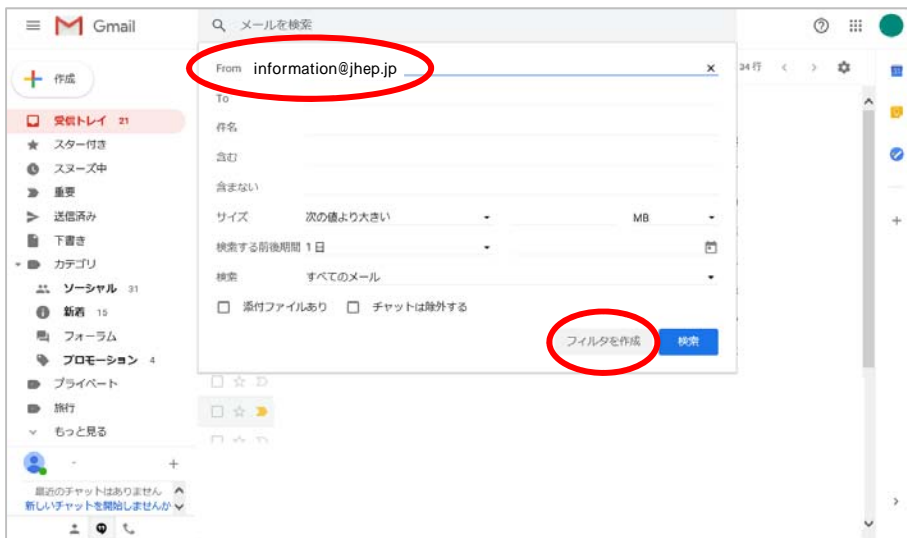 Gmail
メールを検索
作成
受信トレイ 21
スター付き
スヌーズ中
重要
送信済み
下書き
カテゴリ
ソーシャル 31
新着 15
フォーラム
プロモーション 4
プライベート
旅行
もっと見る
最近のチャットはありません
新しいチャットを開始しませんか
From information@jhep.jp
To
件名
含む
含まない
サイズ 次の値より大きい MB
検索する前後期間 1日
検索 すべてのメール
添付ファイルあり チャットは除外する
フィルタを作成 検索
34行